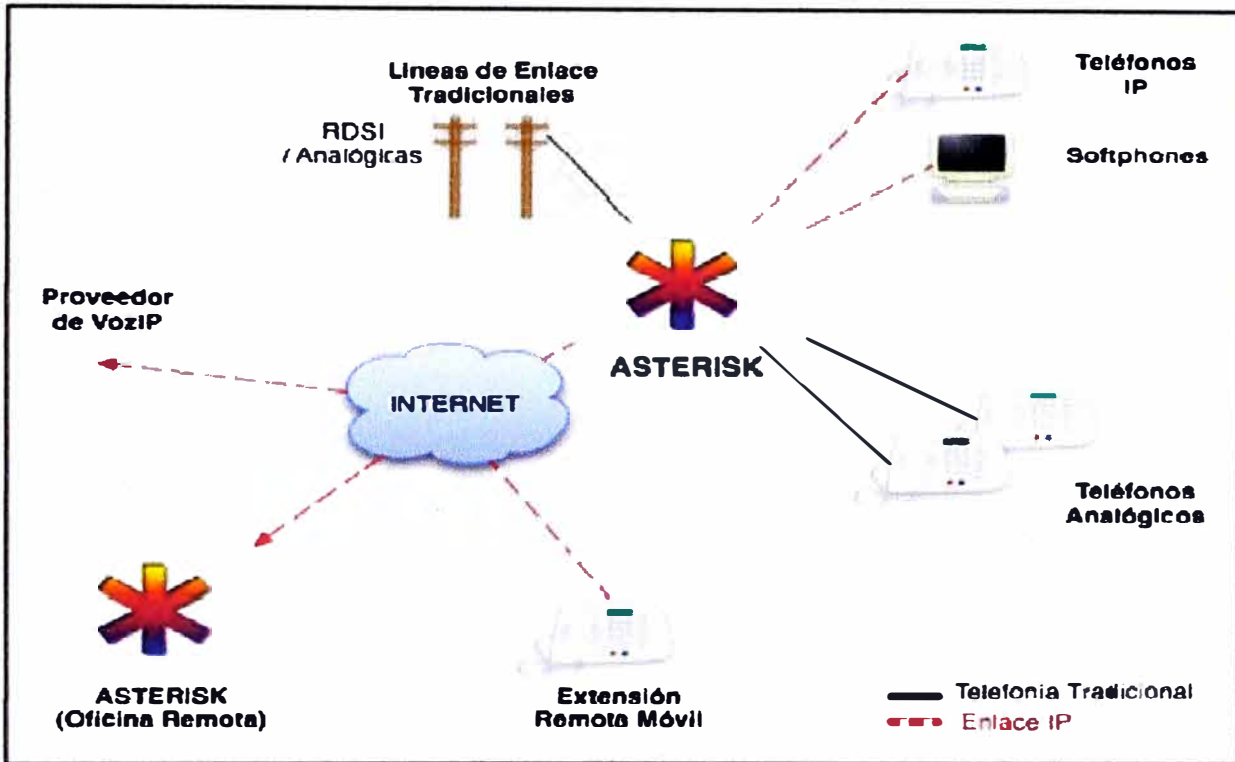 Líneas de Enlace
Tradicionales
RDSI
/ Analógicas
Teléfonos
IP
Softphones
Proveedor
de VozIP
ASTERISK
INTERNET
Teléfonos
Analógicos
ASTERISK
(Oficina Remota)
Extensión
Remota Móvil
Telefonia Tradicional
Enlace IP